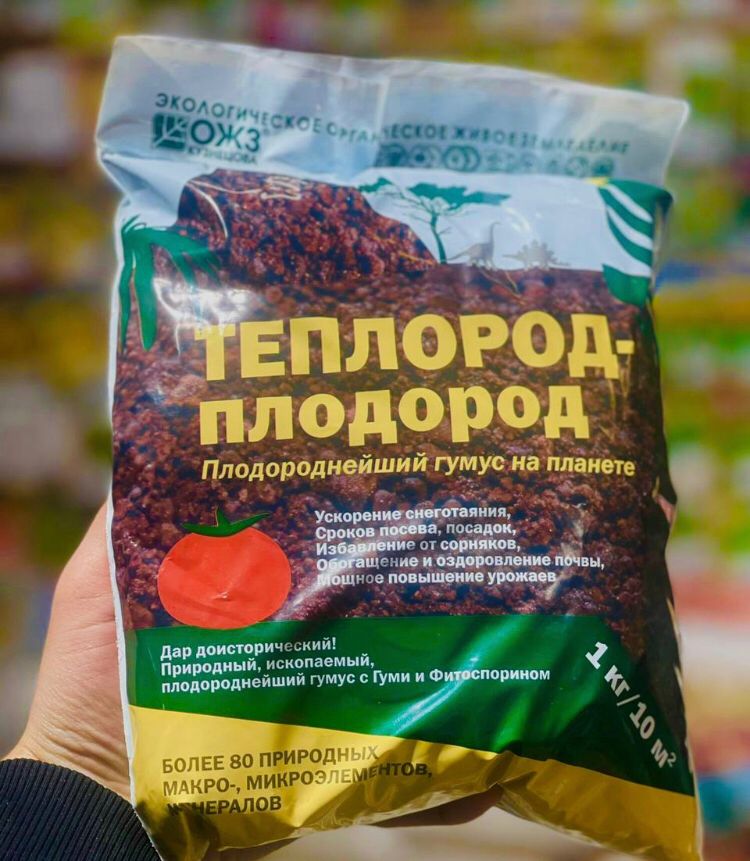 ЭКОЛОГИЧЕСКОЕ ОРГАНИЧЕСКОЕ ЖИВОЕ ЗЕМЛЕДЕЛИЕ
ОЖЗ
КУЗНЕЦОВА
ТЕПЛОРОД-
ПЛОДОРОД
Плодороднейший гумус на планете
Ускорение снеготаяния,
Сроков посева, посадок,
Избавление от сорняков,
Обогащение и оздоровление почвы,
Мощное повышение урожаев
Дар доисторический!
Природный, ископаемый,
плодороднейший гумус с Гуми и Фитоспорином
1 кг/10 м²
БОЛЕЕ 80 ПРИРОДНЫХ
МАКРО-, МИКРОЭЛЕМЕНТОВ,
МИНЕРАЛОВ